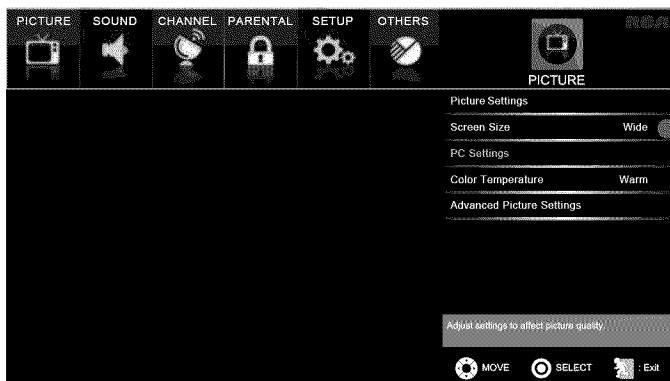 PICTURE SOUND CHANNEL PARENTAL SETUP OTHERS
RCA
PICTURE
Picture Settings
Screen Size Wide
PC Settings
Color Temperature Warm
Advanced Picture Settings
Adjust settings to affect picture quality.
MOVE SELECT : Exit